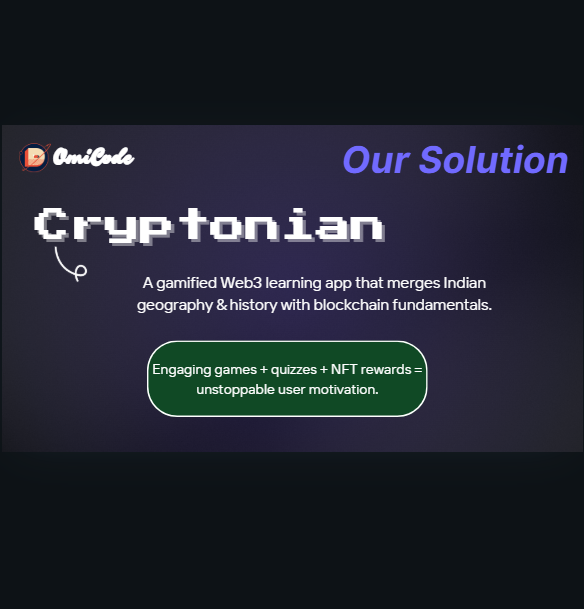 OmiCode
Our Solution
Cryptonian
A gamified Web3 learning app that merges Indian
geography & history with blockchain fundamentals.
Engaging games + quizzes + NFT rewards =
unstoppable user motivation.